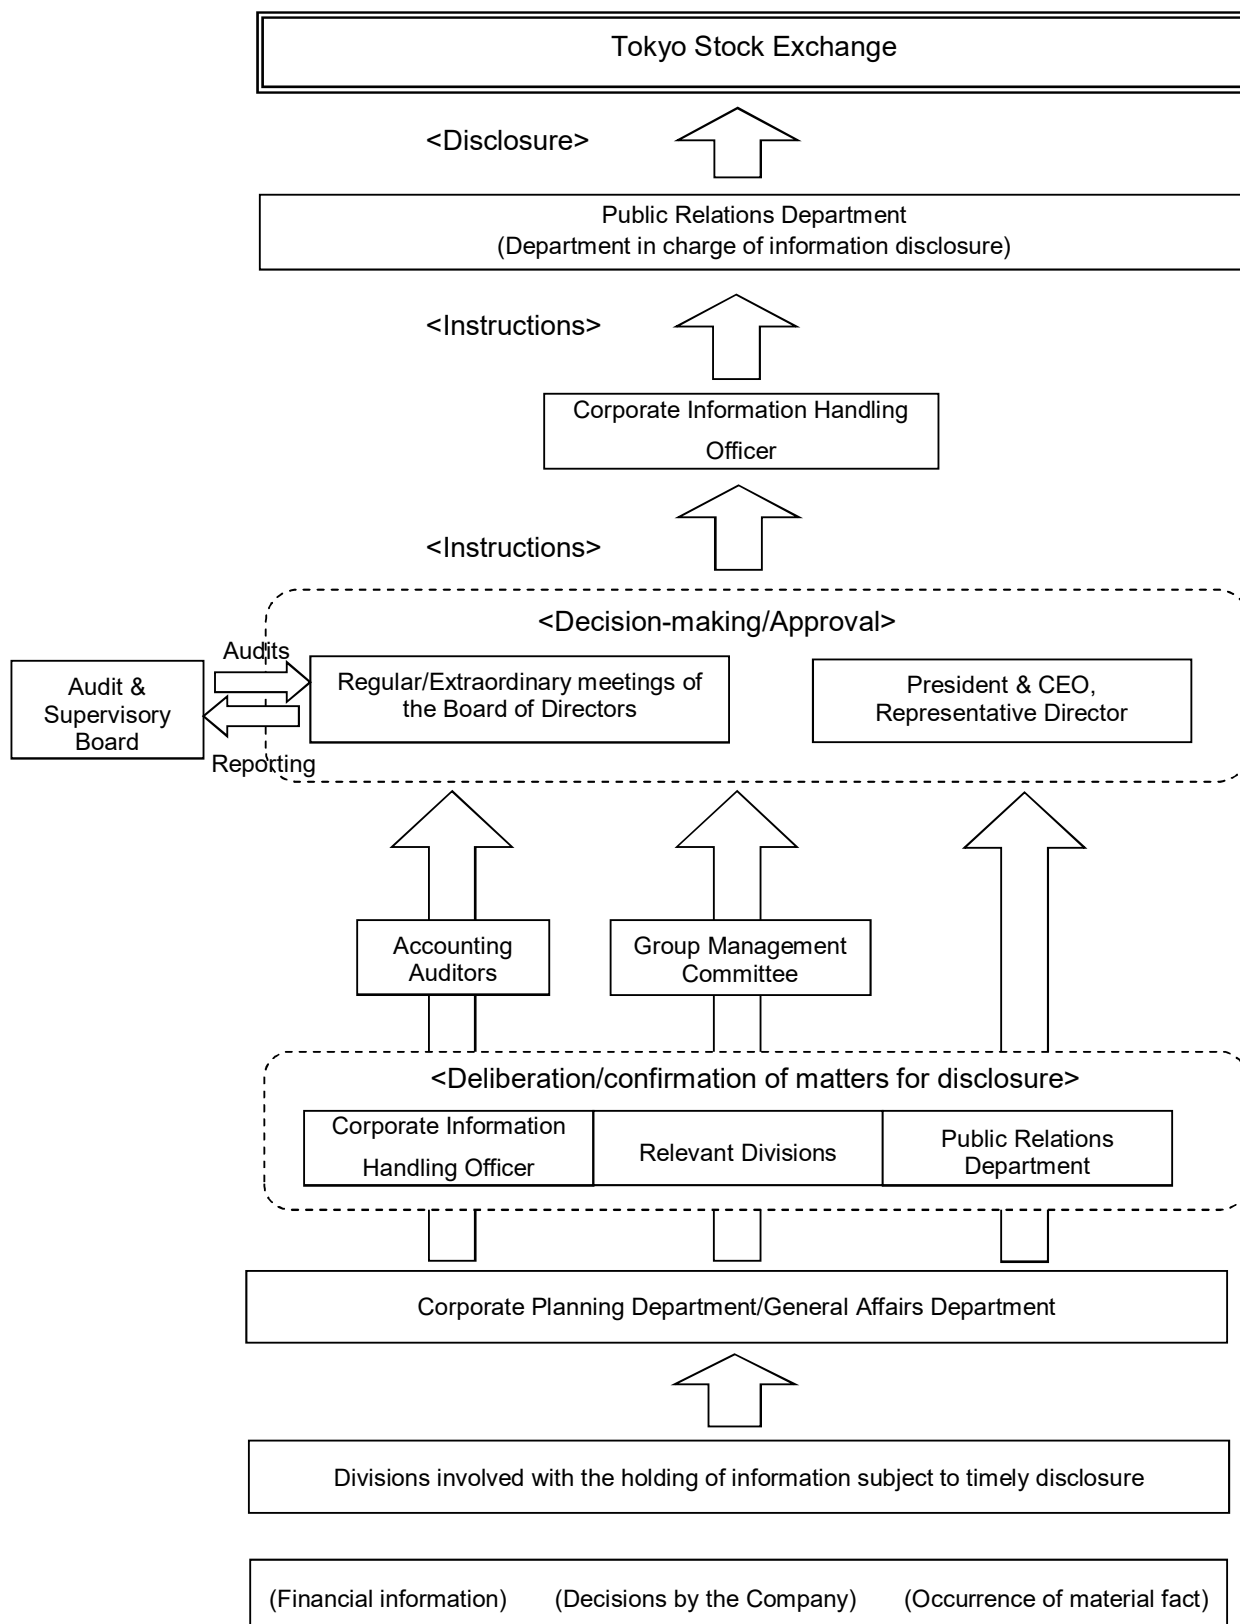 Tokyo Stock Exchange
<Disclosure>
Public Relations Department
(Department in charge of information disclosure)
<Instructions>
Corporate Information Handling
Officer
<Instructions>
<Decision-making/Approval>
Audits
Audit &
Supervisory
Board
Reporting
Regular/Extraordinary meetings of
the Board of Directors
President & CEO,
Representative Director
Accounting
Auditors
Group Management
Committee
<Deliberation/confirmation of matters for disclosure>
Corporate Information
Handling Officer
Relevant Divisions
Public Relations
Department
Corporate Planning Department/General Affairs Department
Divisions involved with the holding of information subject to timely disclosure
(Financial information) (Decisions by the Company) (Occurrence of material fact)